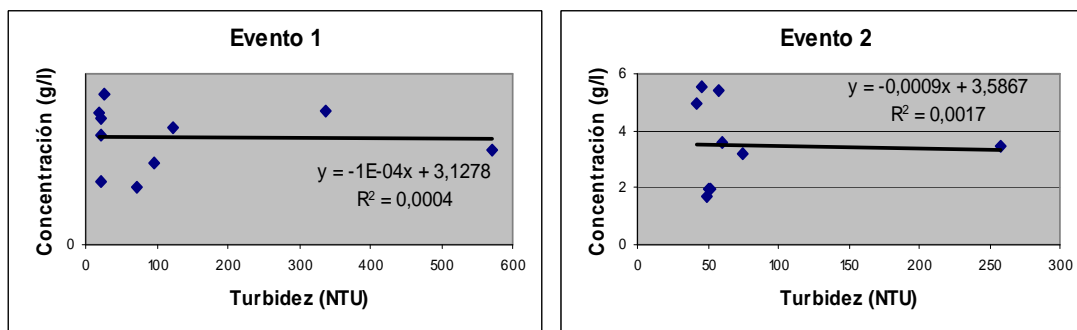 Evento 1
Concentración (g/l)
y = -1E-04x + 3,1278
R² = 0,0004
0
0 100 200 300 400 500 600
Turbidez (NTU)
Evento 2
Concentración (g/l)
6
y = -0,0009x + 3,5867
R² = 0,0017
4
2
0
0 50 100 150 200 250 300
Turbidez (NTU)